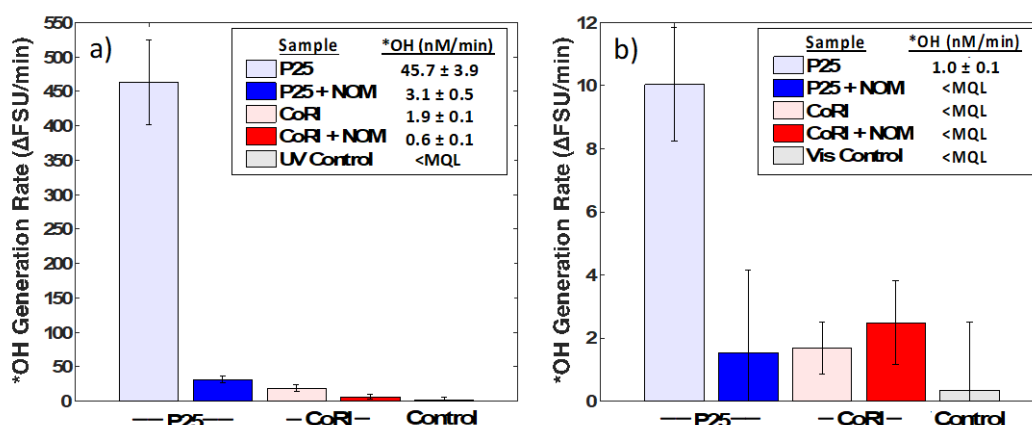 a)
*OH Generation Rate (ΔFSU/min)
550
500
450
400
350
300
250
200
150
100
50
0
Sample *OH (nM/min)
P25 45.7 ± 3.9
P25 + NOM 3.1 ± 0.5
CoRI 1.9 ± 0.1
CoRI + NOM 0.6 ± 0.1
UV Control <MQL
P25 CoRI Control
b)
*OH Generation Rate (ΔFSU/min)
12
10
8
6
4
2
0
Sample *OH (nM/min)
P25 1.0 ± 0.1
P25 + NOM <MQL
CoRI <MQL
CoRI + NOM <MQL
Vis Control <MQL
P25 CoRI Control